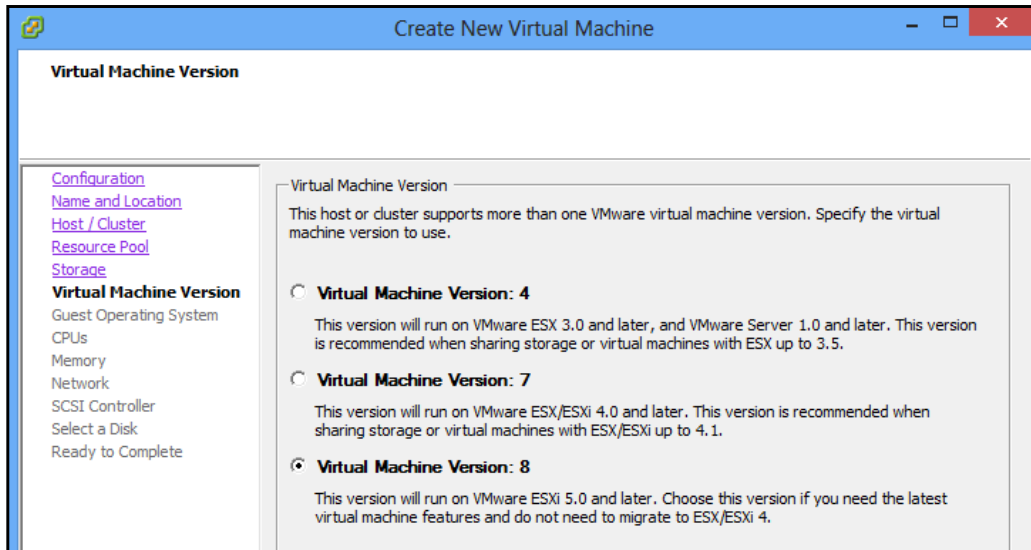 Create New Virtual Machine
Virtual Machine Version
Configuration
Name and Location
Host / Cluster
Resource Pool
Storage
Virtual Machine Version
Guest Operating System
CPUs
Memory
Network
SCSI Controller
Select a Disk
Ready to Complete
Virtual Machine Version
This host or cluster supports more than one VMware virtual machine version. Specify the virtual
machine version to use.
Virtual Machine Version: 4
This version will run on VMware ESX 3.0 and later, and VMware Server 1.0 and later. This version
is recommended when sharing storage or virtual machines with ESX up to 3.5.
Virtual Machine Version: 7
This version will run on VMware ESX/ESXi 4.0 and later. This version is recommended when
sharing storage or virtual machines with ESX/ESXi up to 4.1.
Virtual Machine Version: 8
This version will run on VMware ESXi 5.0 and later. Choose this version if you need the latest
virtual machine features and do not need to migrate to ESX/ESXi 4.